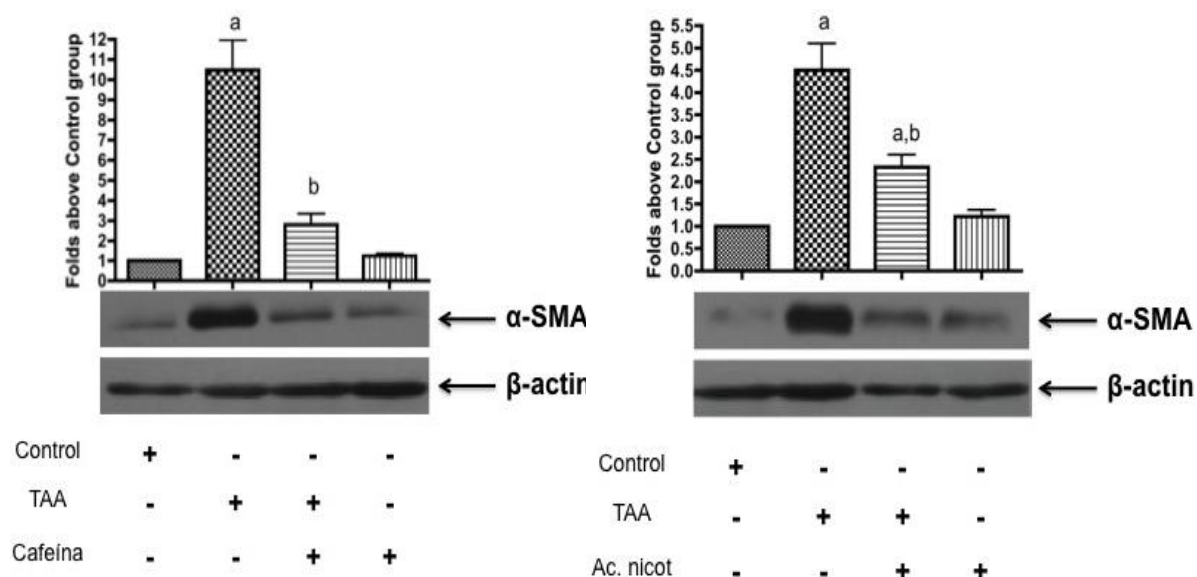 Folds above Control group
12
11
10
9
8
7
6
5
4
3
2
1
0
a
b
α-SMA
β-actin
Control + - - -
TAA - + + -
Cafeína - - + +
Folds above Control group
5.5
5.0
4.5
4.0
3.5
3.0
2.5
2.0
1.5
1.0
0.5
0.0
a
a,b
α-SMA
β-actin
Control + - - -
TAA - + + -
Ac. nicot - - + +